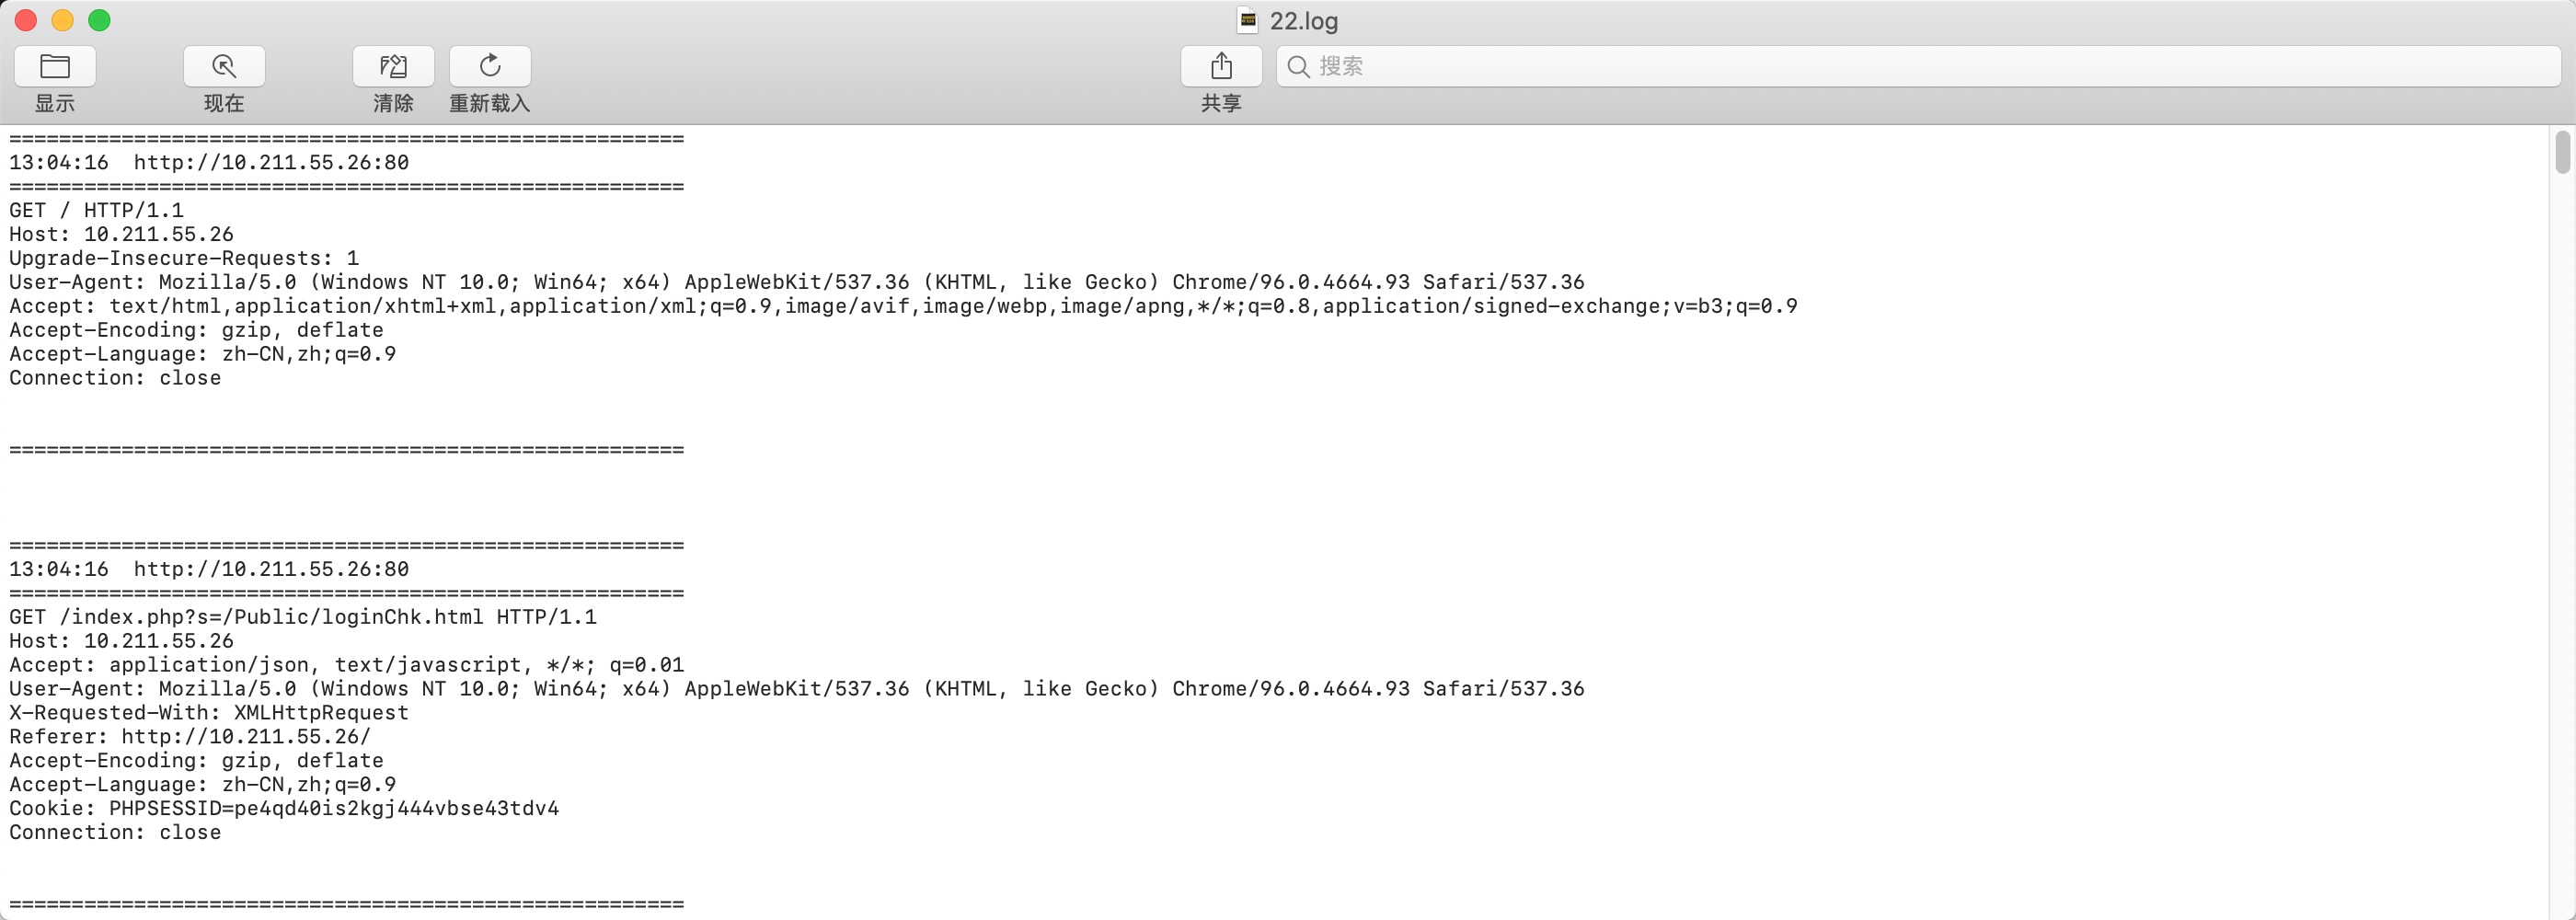 22.log
显示
现在
清除
重新载入
共享
搜索
======================================================
13:04:16  http://10.211.55.26:80
======================================================
GET / HTTP/1.1
Host: 10.211.55.26
Upgrade-Insecure-Requests: 1
User-Agent: Mozilla/5.0 (Windows NT 10.0; Win64; x64) AppleWebKit/537.36 (KHTML, like Gecko) Chrome/96.0.4664.93 Safari/537.36
Accept: text/html,application/xhtml+xml,application/xml;q=0.9,image/avif,image/webp,image/apng,*/*;q=0.8,application/signed-exchange;v=b3;q=0.9
Accept-Encoding: gzip, deflate
Accept-Language: zh-CN,zh;q=0.9
Connection: close
======================================================
======================================================
13:04:16  http://10.211.55.26:80
======================================================
GET /index.php?s=/Public/loginChk.html HTTP/1.1
Host: 10.211.55.26
Accept: application/json, text/javascript, */*; q=0.01
User-Agent: Mozilla/5.0 (Windows NT 10.0; Win64; x64) AppleWebKit/537.36 (KHTML, like Gecko) Chrome/96.0.4664.93 Safari/537.36
X-Requested-With: XMLHttpRequest
Referer: http://10.211.55.26/
Accept-Encoding: gzip, deflate
Accept-Language: zh-CN,zh;q=0.9
Cookie: PHPSESSID=pe4qd40is2kgj444vbse43tdv4
Connection: close
======================================================